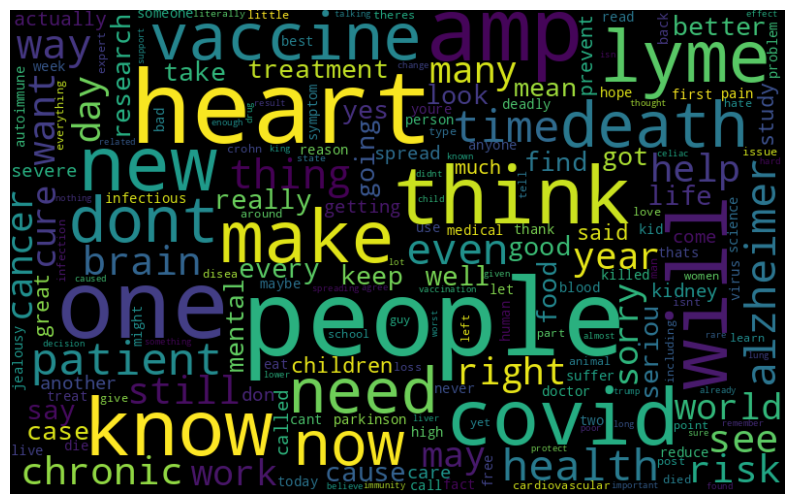 actually
someone
literally
little
theres
vaccine
amp
many
lyme
read
back
better
effect
problem
way
week
talking
best
expert
support
change
isn
take
treatment
look
mean
prevent
autoimmune
everything
want
day
research
heart
yes
youre
deadly
hope
first
pain
thought
hate
study
bad
drug
result
symptom
enough
king
person
type
anyone
time
death
issue
related
crohn
reason
state
known
celiac
hard
severe
new
thing
going
spread
find
got
help
didnt
tell
child
much
life
nothing
cure
infectious
really
getting
around
use
think
medical
thank
love
come
thats
cancer
dont
make
even
said
kid
year
good
virus
science
alzheimer
infection
brain
every
keep
well
let
food
killed
women
isnt
will
great
caused
disea
maybe
lot
given
blood
kidney
man
jealousy
decision
might
one
mental
spreading
agree
vaccination
people
human
sorry
seriou
school
guy
worst
left
part
almost
rare
learn
including
lung
patient
something
children
right
animal
suffer
doctor
another
still
eat
loss
never
lower
need
covid
already
say
treat
give
don
called
cant
parkinson
yet
two
trump
long
point
world
case
die
know
now
liver
high
may
poor
remember
sure
see
live
chronic
work
today
cause
care
call
free
fact
health
reduce
post
protect
died
risk
believe
immunity
cardiovascular
important
found